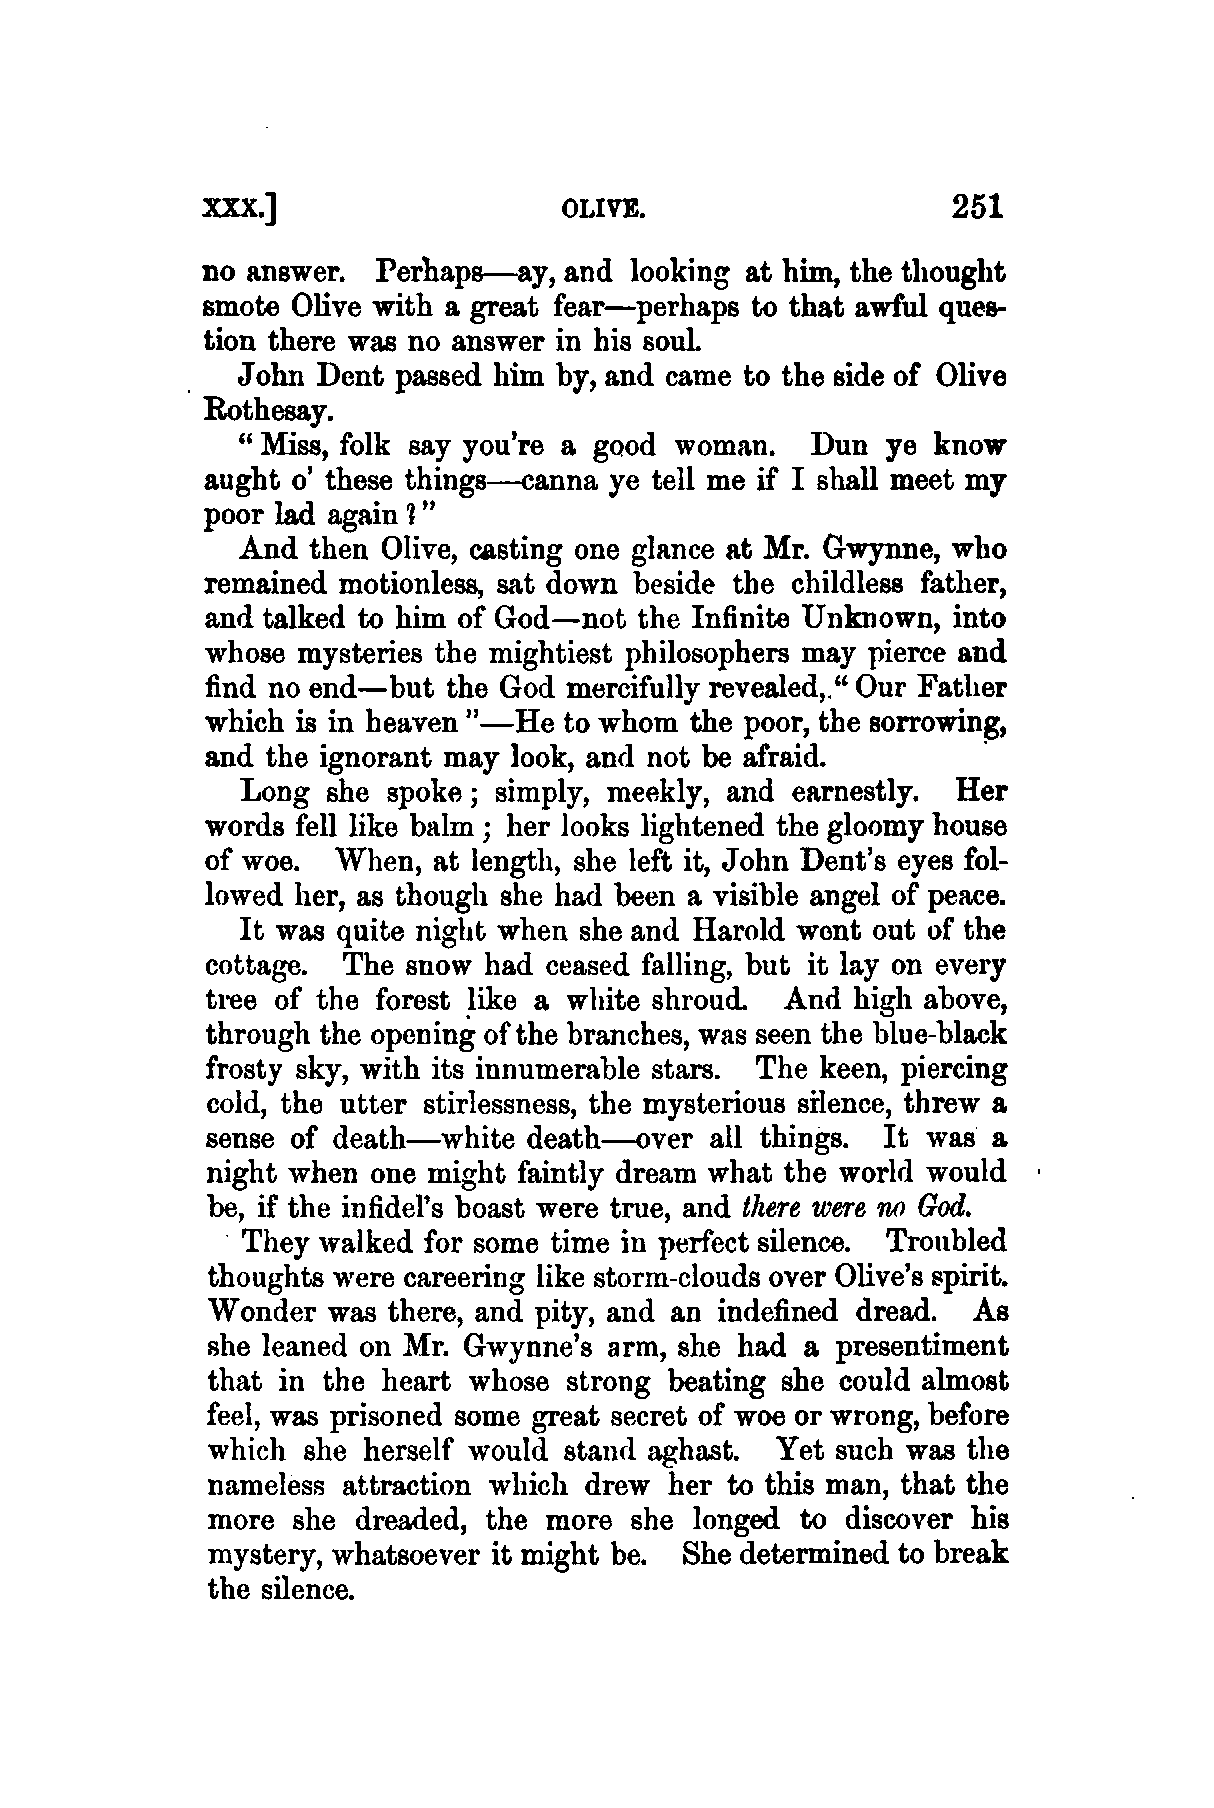 XXX.] OLIVE. 251
no answer. Perhaps—ay, and looking at him, the thought
smote Olive with a great fear—perhaps to that awful ques-
tion there was no answer in his soul.
John Dent passed him by, and came to the side of Olive
Rothesay.
“Miss, folk say you're a good woman. Dun ye know
aught o' these things—canna ye tell me if I shall meet my
poor lad again?”
And then Olive, casting one glance at Mr. Gwynne, who
remained motionless, sat down beside the childless father,
and talked to him of God—not the Infinite Unknown, into
whose mysteries the mightiest philosophers may pierce and
find no end—but the God mercifully revealed, “Our Father
which is in heaven”—He to whom the poor, the sorrowing,
and the ignorant may look, and not be afraid.
Long she spoke; simply, meekly, and earnestly. Her
words fell like balm; her looks lightened the gloomy house
of woe. When, at length, she left it, John Dent's eyes fol-
lowed her, as though she had been a visible angel of peace.
It was quite night when she and Harold wont out of the
cottage. The snow had ceased falling, but it lay on every
tree of the forest like a white shroud. And high above,
through the opening of the branches, was seen the blue-black
frosty sky, with its innumerable stars. The keen, piercing
cold, the utter stirlessness, the mysterious silence, threw a
sense of death—white death—over all things. It was a
night when one might faintly dream what the world would
be, if the infidel's boast were true, and there were no God.
They walked for some time in perfect silence. Troubled
thoughts were careering like storm-clouds over Olive's spirit.
Wonder was there, and pity, and an indefined dread. As
she leaned on Mr. Gwynne's arm, she had a presentiment
that in the heart whose strong beating she could almost
feel, was prisoned some great secret of woe or wrong, before
which she herself would stand aghast. Yet such was the
nameless attraction which drew her to this man, that the
more she dreaded, the more she longed to discover his
mystery, whatsoever it might be. She determined to break
the silence.